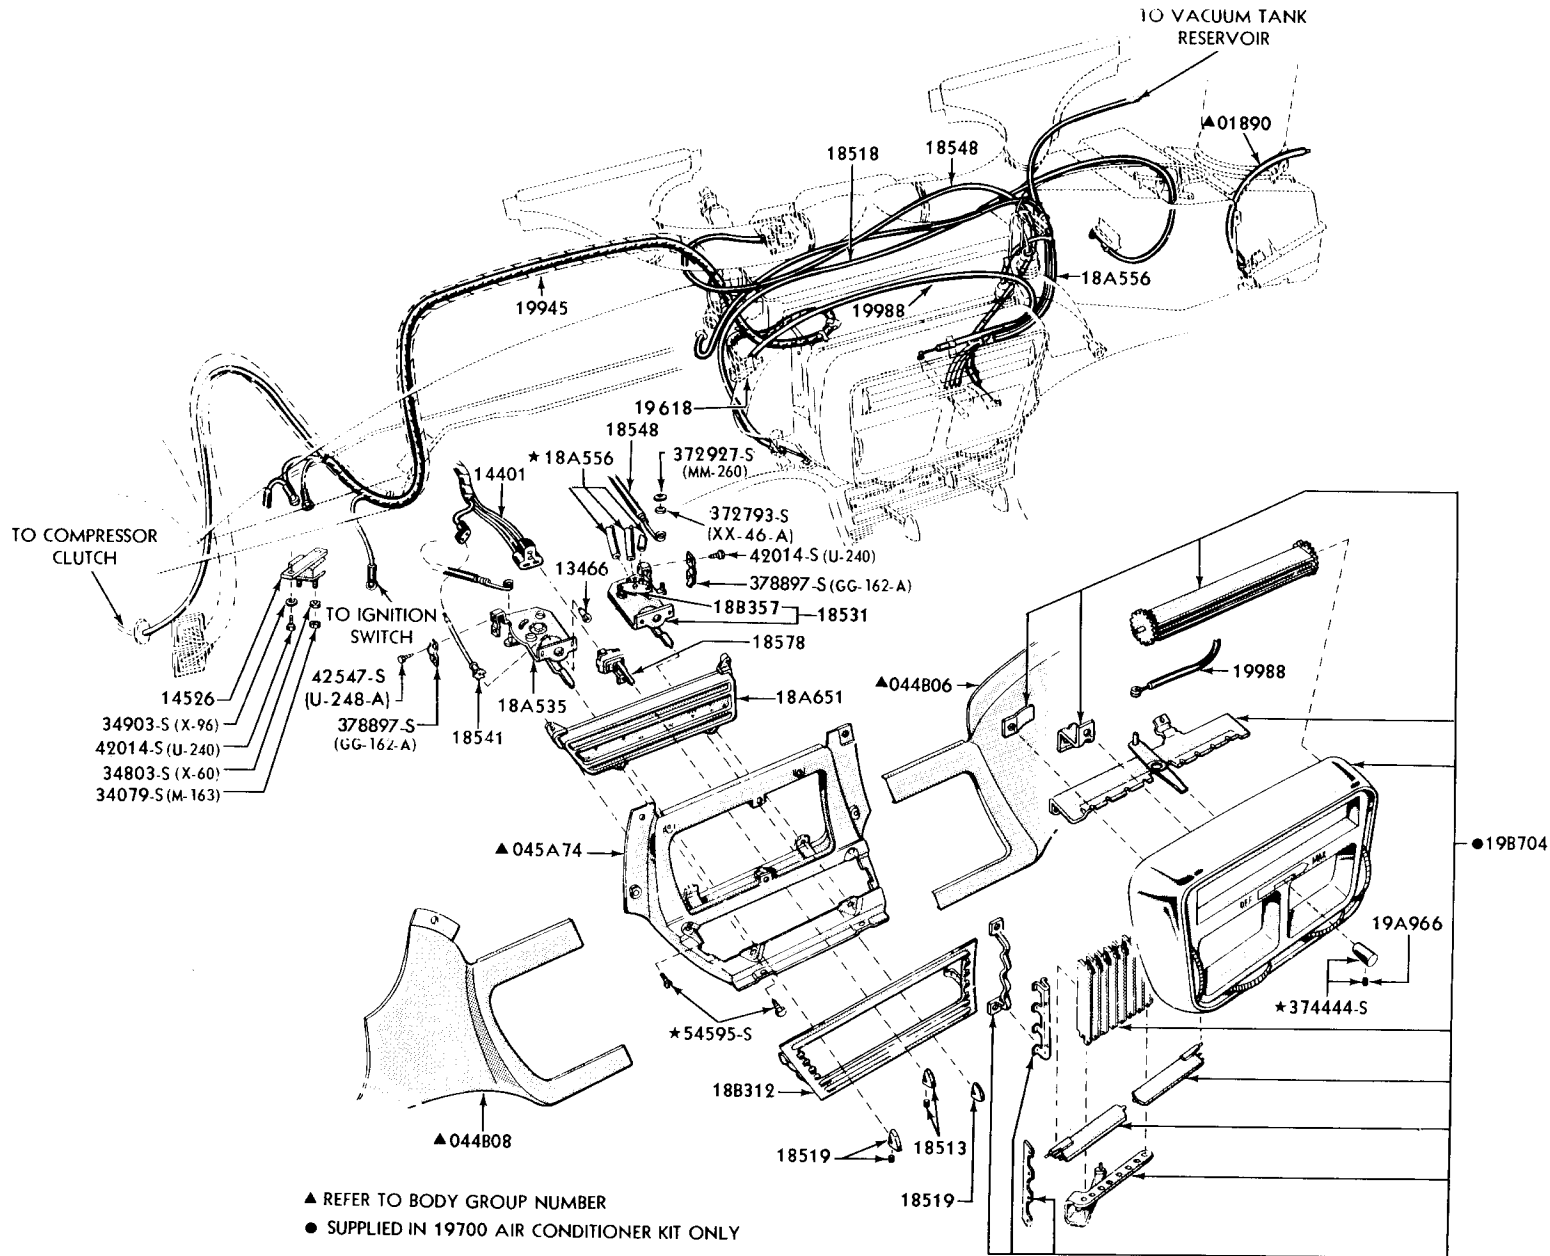 TO VACUUM TANK
RESERVOIR
▲01890
18548
18518
18A556
19945
19988
19618
18548
★18A556
372927-S
(MM-260)
14401
372793-S
(XX-46-A)
TO COMPRESSOR
CLUTCH
42014-S (U-240)
13466
378897-S (GG-162-A)
18B357
18531
TO IGNITION
SWITCH
18578
19988
42547-S
(U-248-A)
▲044B06
14526
18A535
18A651
34903-S (X-96)
378897-S
(GG-162-A)
18541
42014-S (U-240)
34803-S (X-60)
34079-S (M-163)
HOT
▲045A74
●19B704
MAX
OFF
19A966
★374444-S
★54595-S
18B312
▲044B08
18519
18513
18519
▲ REFER TO BODY GROUP NUMBER
● SUPPLIED IN 19700 AIR CONDITIONER KIT ONLY